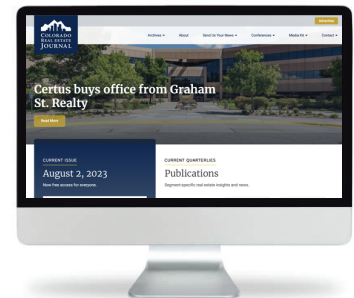 Advertise
COLORADO
REAL ESTATE
JOURNAL
Archives
About
Send Us Your News
Conferences
Media Kit
Contact
Certus buys office from Graham
St. Realty
Read More
CURRENT ISSUE
August 2, 2023
Now free access for everyone.
CURRENT QUARTERLIES
Publications
Segment-specific real estate insights and news.